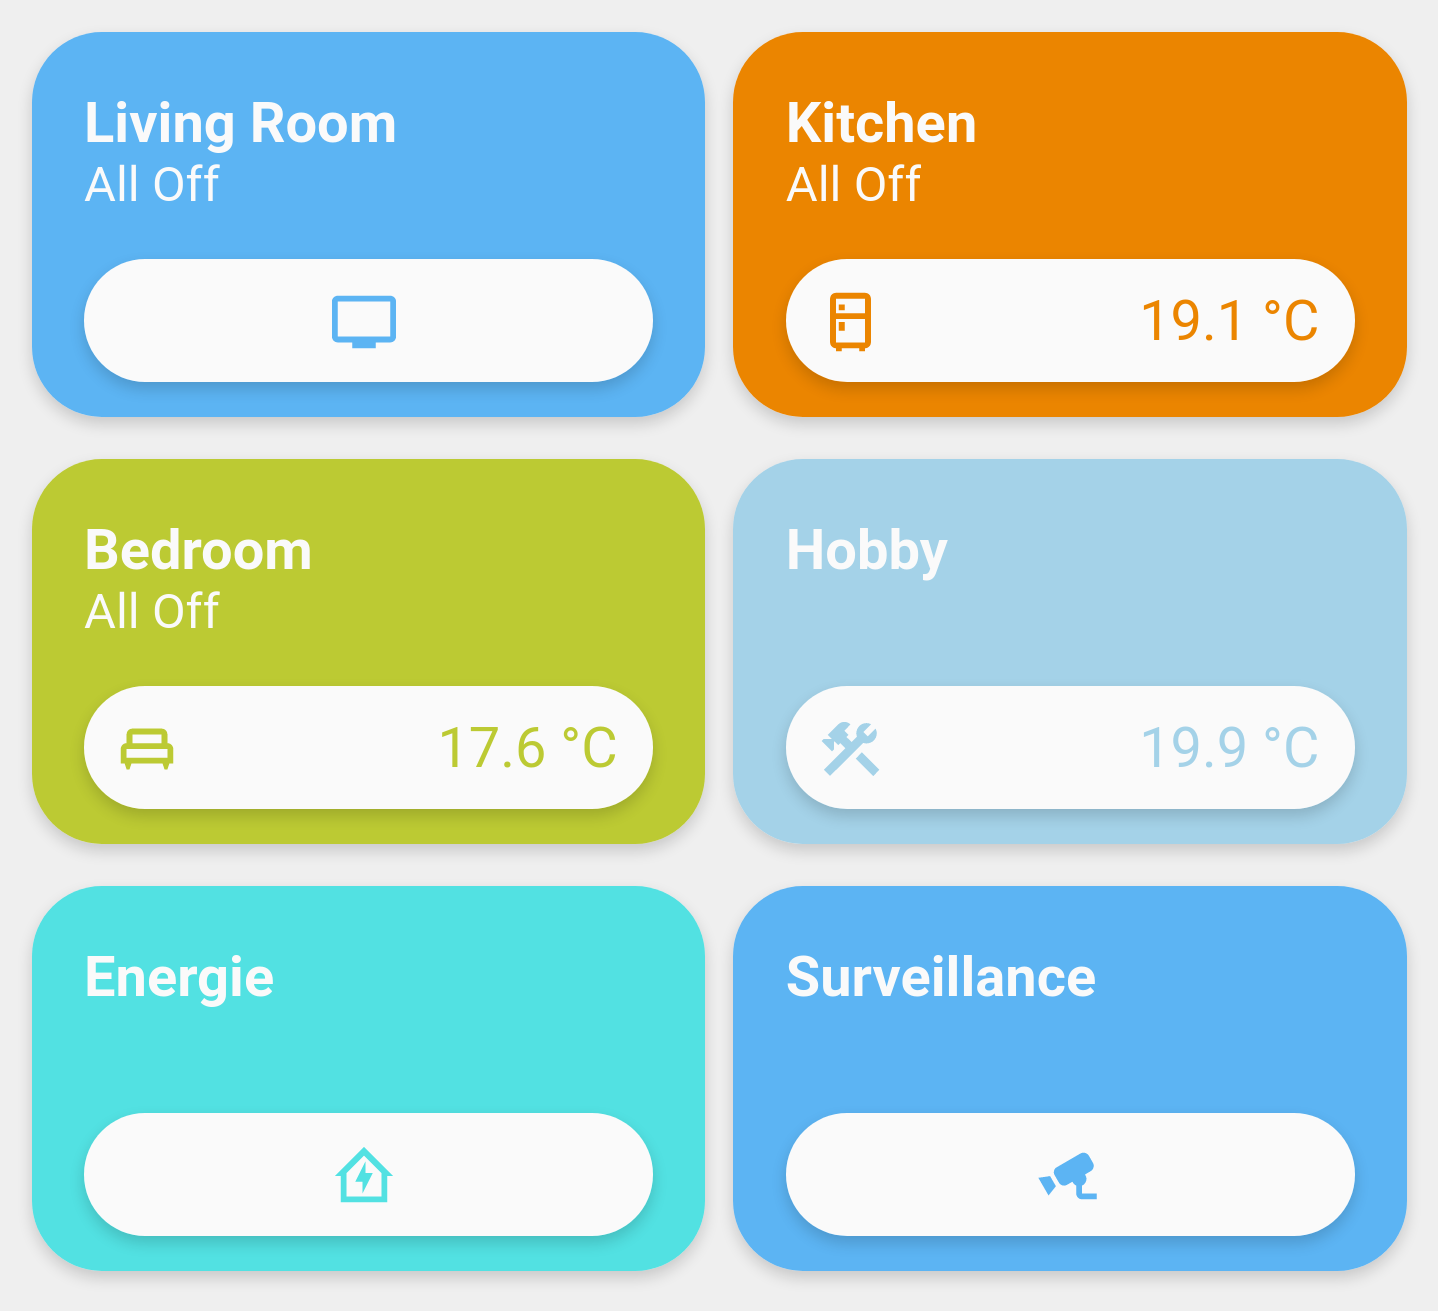 Living Room
All Off
Kitchen
All Off
19.1 °C
Bedroom
All Off
17.6 °C
Hobby
19.9 °C
Energie
Surveillance